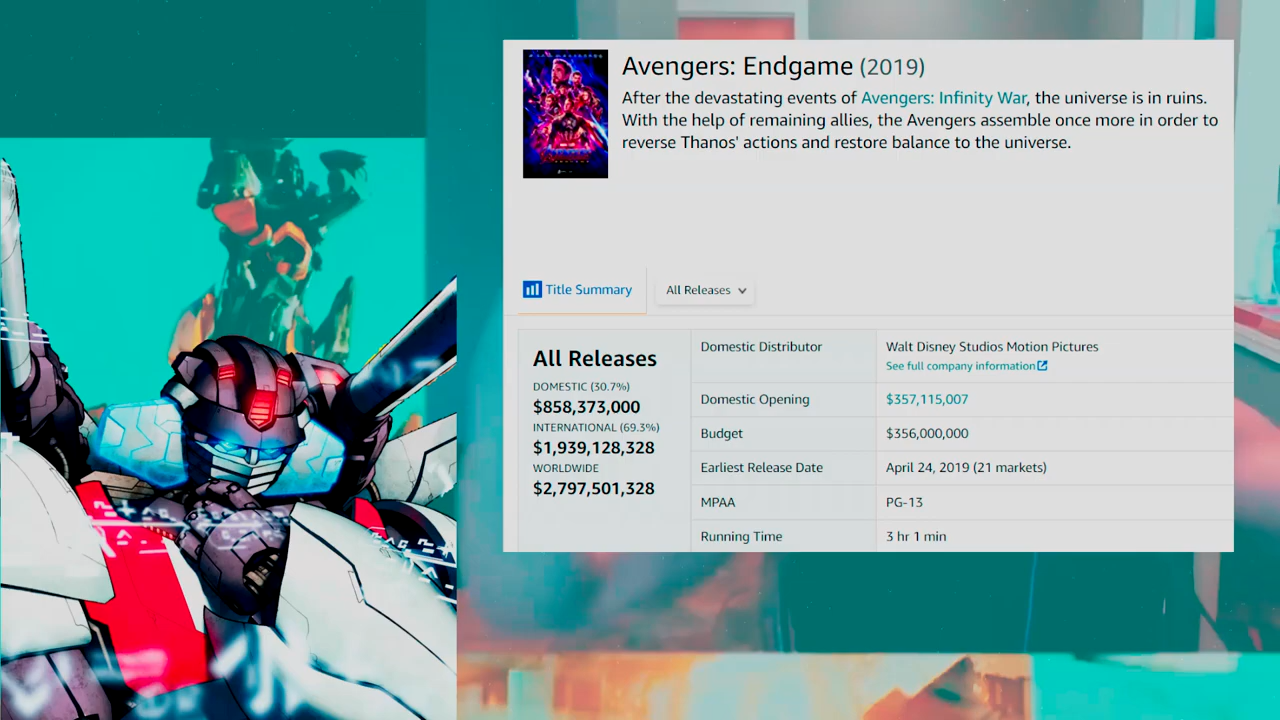 Avengers: Endgame (2019)
After the devastating events of Avengers: Infinity War, the universe is in ruins.
With the help of remaining allies, the Avengers assemble once more in order to
reverse Thanos' actions and restore balance to the universe.
Title Summary
All Releases
All Releases
DOMESTIC (30.7%)
$858,373,000
INTERNATIONAL (69.3%)
$1,939,128,328
WORLDWIDE
$2,797,501,328
Domestic Distributor
Walt Disney Studios Motion Pictures
See full company information
Domestic Opening
$357,115,007
Budget
$356,000,000
Earliest Release Date
April 24, 2019 (21 markets)
MPAA
PG-13
Running Time
3 hr 1 min